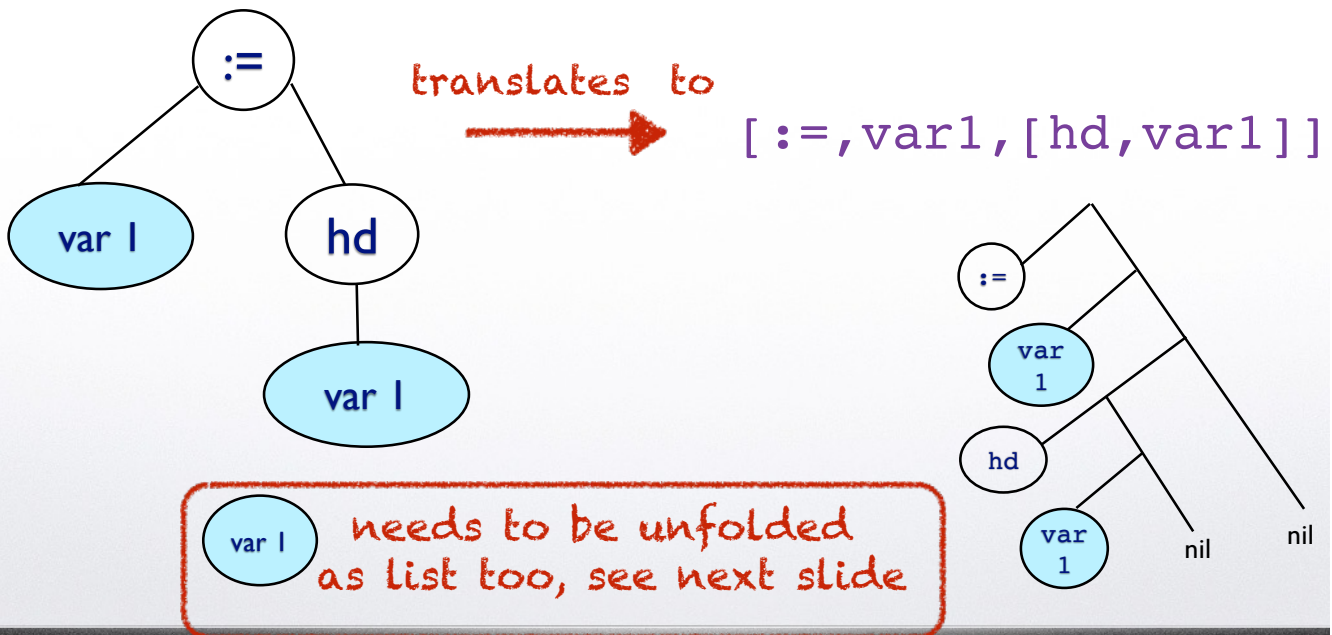 :=
translates to
[:=,var1,[hd,var1]]
var 1
hd
var 1
:=
var
1
hd
var
1
nil
nil
var 1
needs to be unfolded
as list too, see next slide